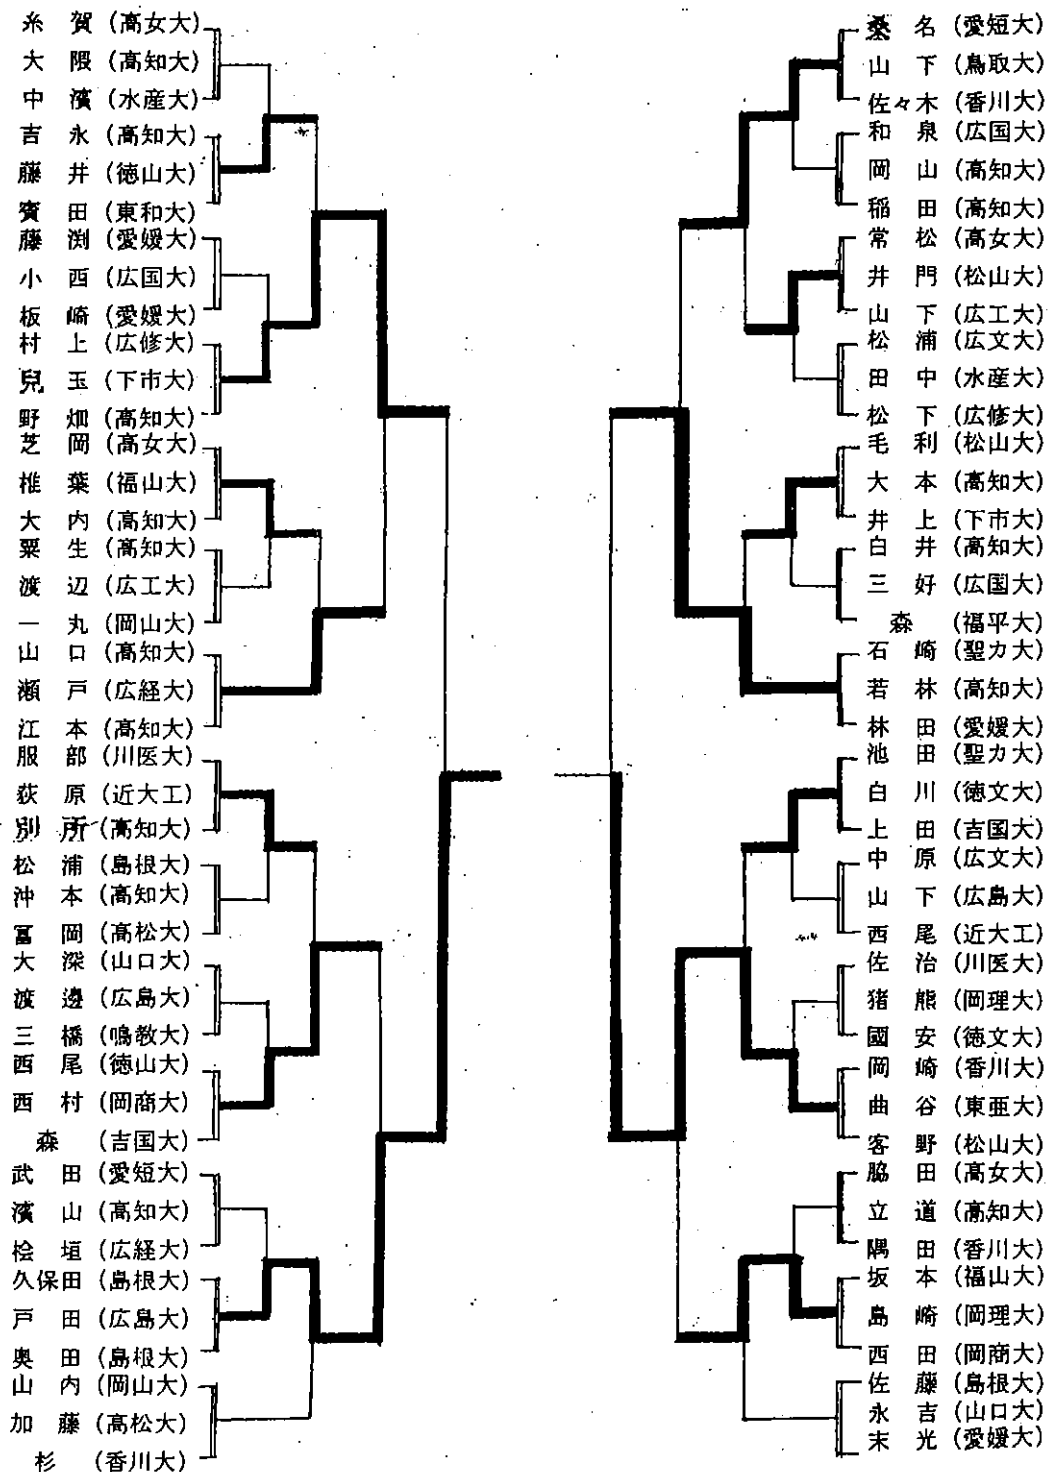 糸賀(高女大)
大隈(高知大)
中濱(水産大)
吉永(高知大)
藤井(徳山大)
賓田(東和大)
藤渕(愛媛大)
小西(広国大)
板崎(愛媛大)
村上(広修大)
兒玉(下市大)
野畑(高知大)
芝岡(高女大)
椎葉(福山大)
大内(高知大)
粟生(高知大)
渡辺(広工大)
一丸(岡山大)
山口(高知大)
瀬戸(広経大)
江本(高知大)
服部(川医大)
荻原(近大工)
別所(高知大)
松浦(島根大)
沖本(高知大)
冨岡(高松大)
大深(山口大)
渡邊(広島大)
三橋(鳴教大)
西尾(徳山大)
西村(岡商大)
森(吉国大)
武田(愛短大)
濱山(高知大)
桧垣(広経大)
久保田(島根大)
戸田(広島大)
奥田(島根大)
山内(岡山大)
加藤(高松大)
杉(香川大)
桑名(愛短大)
山下(鳥取大)
佐々木(香川大)
和泉(広国大)
岡山(高知大)
稲田(高知大)
常松(高女大)
井門(松山大)
山下(広工大)
松浦(広文大)
田中(水産大)
松下(広修大)
毛利(松山大)
大本(高知大)
井上(下市大)
白井(高知大)
三好(広国大)
森(福平大)
石崎(聖カ大)
若林(高知大)
林田(愛媛大)
池田(聖カ大)
白川(徳文大)
上田(吉国大)
中原(広文大)
山下(広島大)
西尾(近大工)
佐治(川医大)
猪熊(岡理大)
國安(徳文大)
岡崎(香川大)
曲谷(東亜大)
客野(松山大)
脇田(高女大)
立道(高知大)
隅田(香川大)
坂本(福山大)
島崎(岡理大)
西田(岡商大)
佐藤(島根大)
永吉(山口大)
末光(愛媛大)